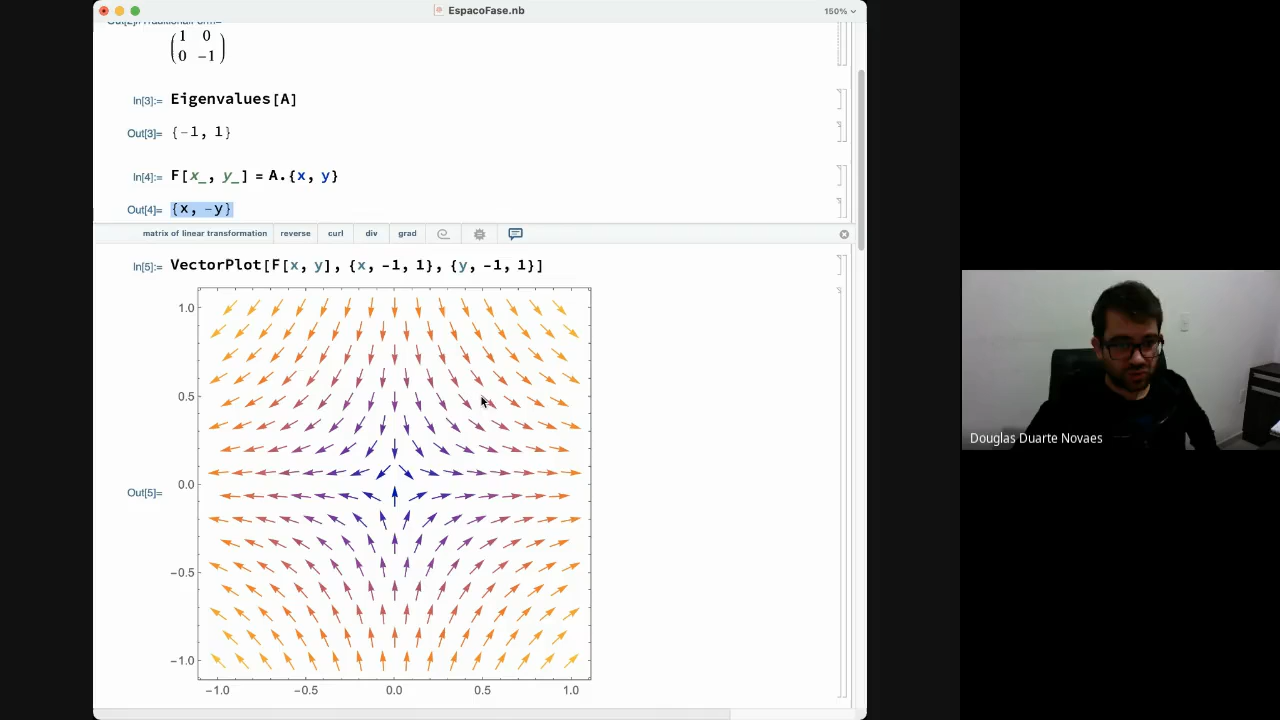 EspacoFase.nb
150%
1 0
0 -1
In[3]:= Eigenvalues[A]
Out[3]= {-1, 1}
In[4]:= F[x_, y_] = A.{x, y}
Out[4]= {x, -y}
matrix of linear transformation reverse curl div grad
In[5]:= VectorPlot[F[x, y], {x, -1, 1}, {y, -1, 1}]
1.0
0.5
0.0
Out[5]=
-0.5
-1.0
-1.0 -0.5 0.0 0.5 1.0
Douglas Duarte Novaes